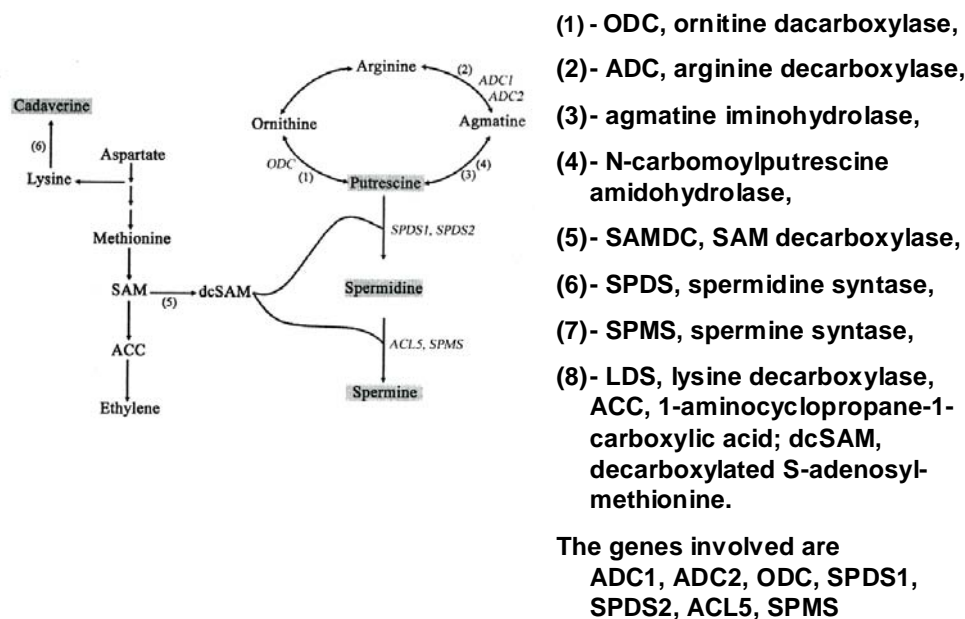 Arginine
(2) ADC1
ADC2
Cadaverine
Ornithine
Agmatine
(6)
Aspartate
Lysine
ODC (1)
(4)
(3)
Putrescine
Methionine
SPDS1, SPDS2
SAM
(5)
dcSAM
Spermidine
ACC
ACL5, SPMS
Ethylene
Spermine
(1) - ODC, ornitine dacarboxylase,
(2)- ADC, arginine decarboxylase,
(3)- agmatine iminohydrolase,
(4)- N-carbomoylputrescine
amidohydrolase,
(5)- SAMDC, SAM decarboxylase,
(6)- SPDS, spermidine syntase,
(7)- SPMS, spermine syntase,
(8)- LDS, lysine decarboxylase,
ACC, 1-aminocyclopropane-1-
carboxylic acid; dcSAM,
decarboxylated S-adenosyl-
methionine.
The genes involved are
ADC1, ADC2, ODC, SPDS1,
SPDS2, ACL5, SPMS